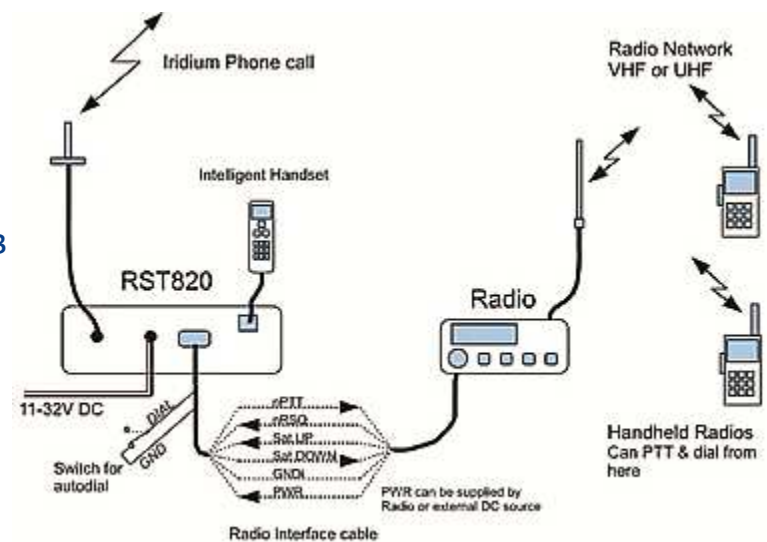 Iridium Phone call
Radio Network
VHF or UHF
Intelligent Handset
RST820
Radio
11-32V DC
DIAL
GND
Switch for
autodial
nPTT
nRSQ
Sat UP
Sat DOWN
GND
PWR
PWR can be supplied by
Radio or external DC source
Radio Interface cable
Handheld Radios
Can PTT & dial from
here